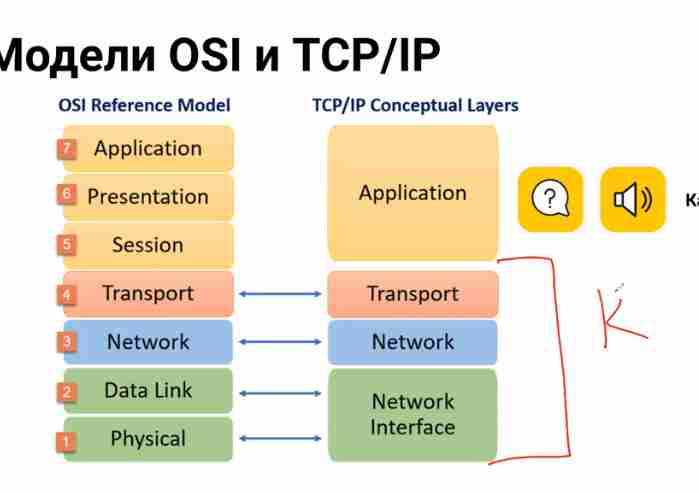 Модели OSI и TCP/IP
OSI Reference Model
TCP/IP Conceptual Layers
7 Application
6 Presentation
5 Session
4 Transport
3 Network
2 Data Link
1 Physical
Application
Transport
Network
Network
Interface
?
K